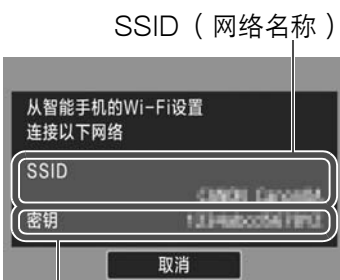 SSID（网络名称）
从智能手机的Wi-Fi设置
连接以下网络
SSID
密钥
取消